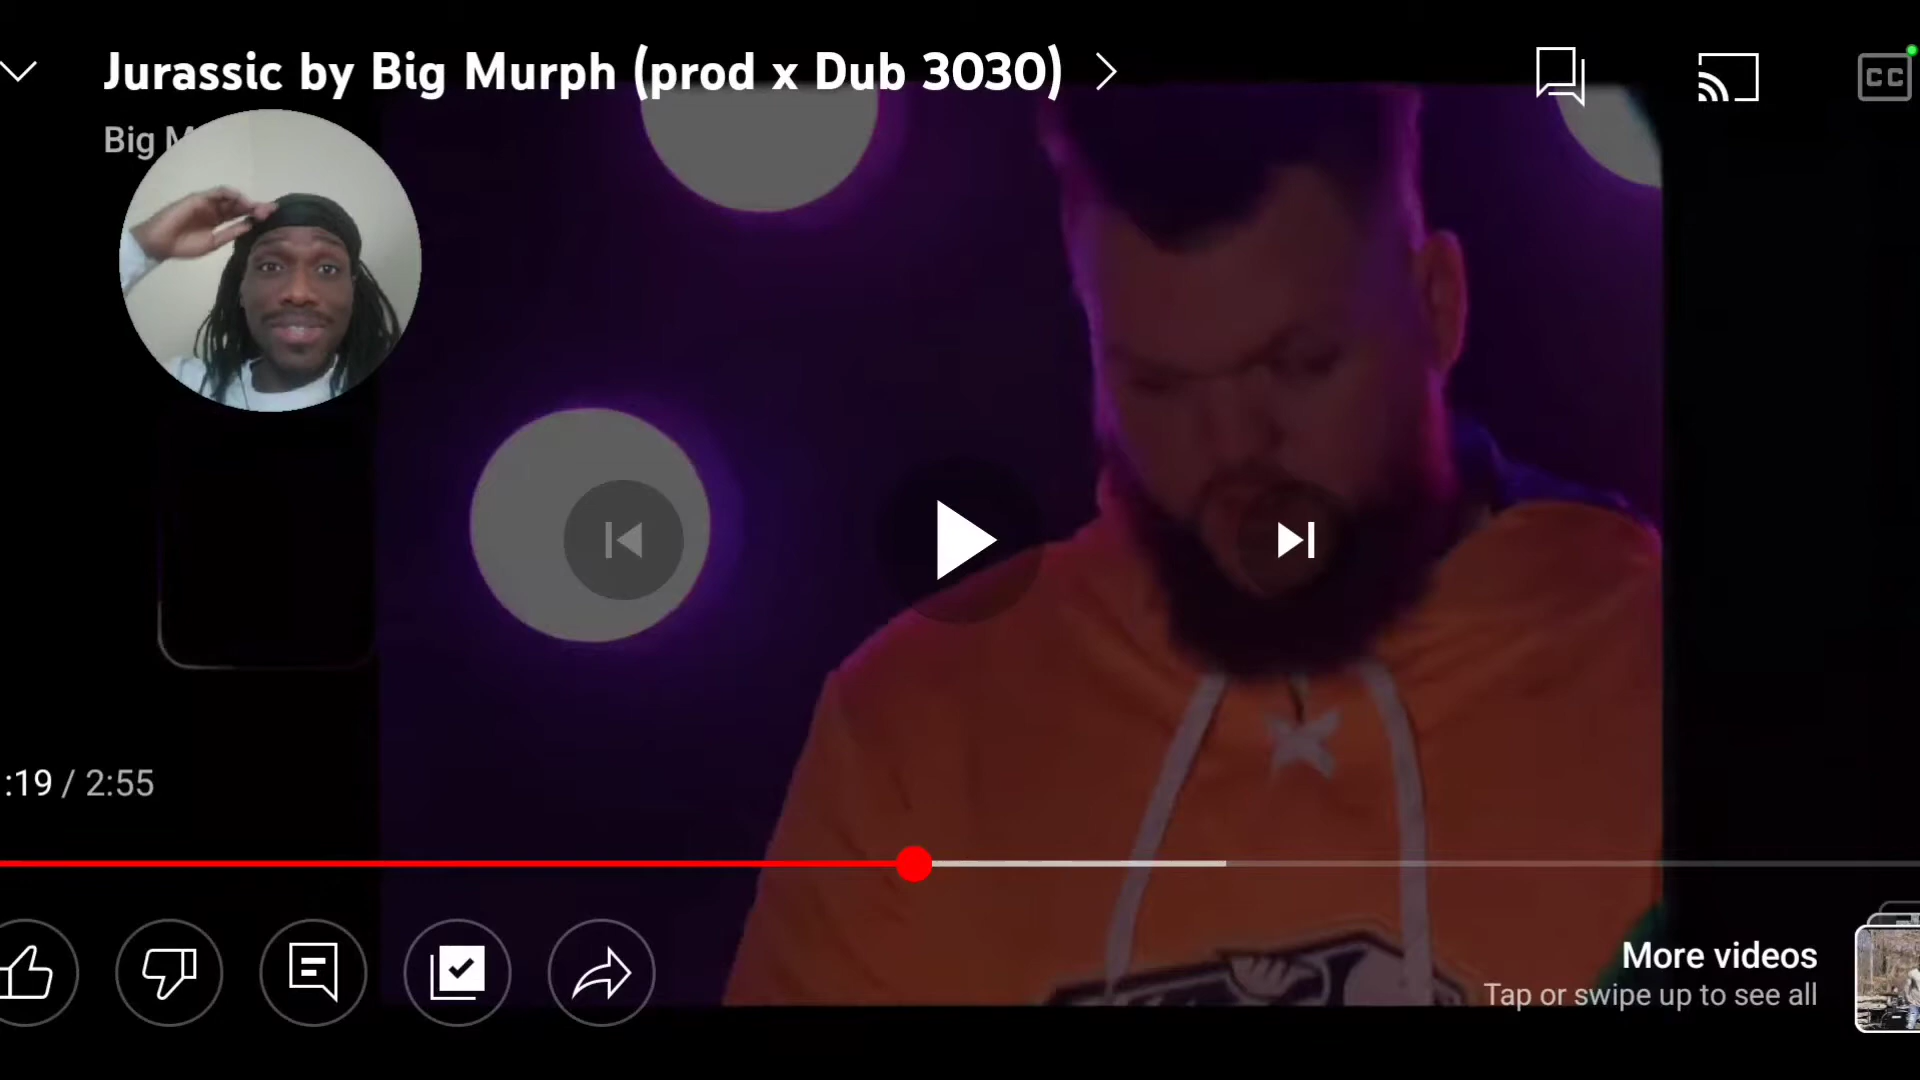 Jurassic by Big Murph (prod x Dub 3030)
Big M
CC
:19 / 2:55
More videos
Tap or swipe up to see all